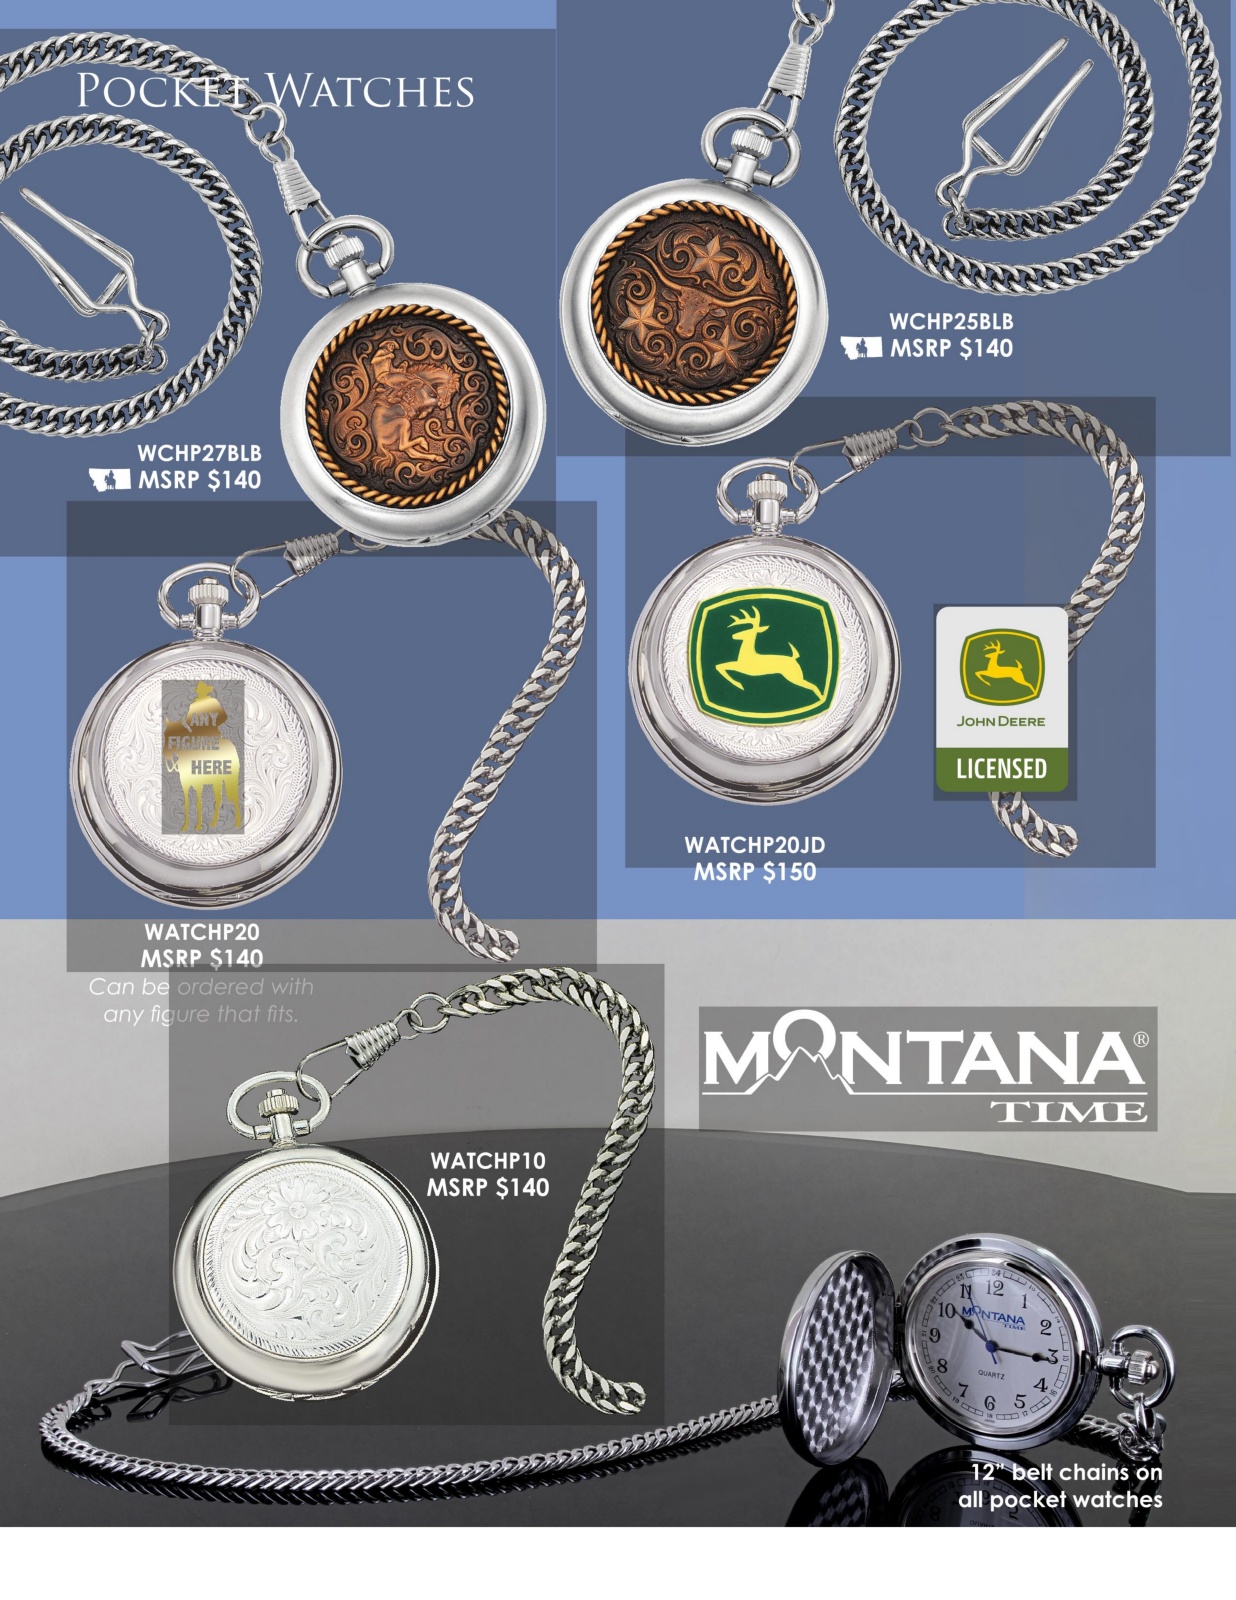 POCKET WATCHES
WCHP25BLB
MSRP $140
WCHP27BLB
MSRP $140
ANY
FIGURE
HERE
JOHN DEERE
LICENSED
WATCHP20JD
MSRP $150
WATCHP20
MSRP $140
Can be ordered with
any figure that fits.
MONTANA®
TIME
WATCHP10
MSRP $140
12
11
1
10
2
9
3
8
4
7
5
6
MONTANA
TIME
QUARTZ
12” belt chains on
all pocket watches